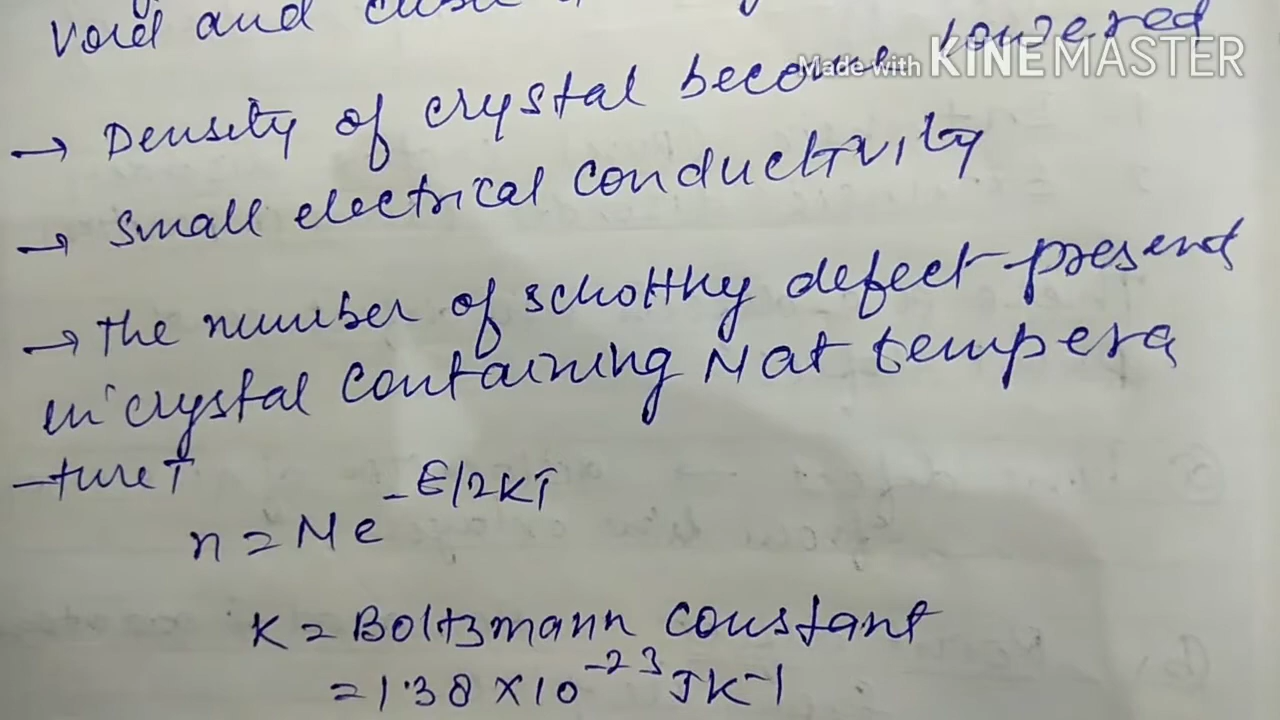 void and
→ Density of crystal become lowered
Made with KINEMASTER
→ Small electrical conductivity
→ The number of schottky defect present
in crystal containing N at tempera
-ture T
n = N e^-E/2KT
K = Boltzmann constant
= 1.38 × 10^-23 JK^-1